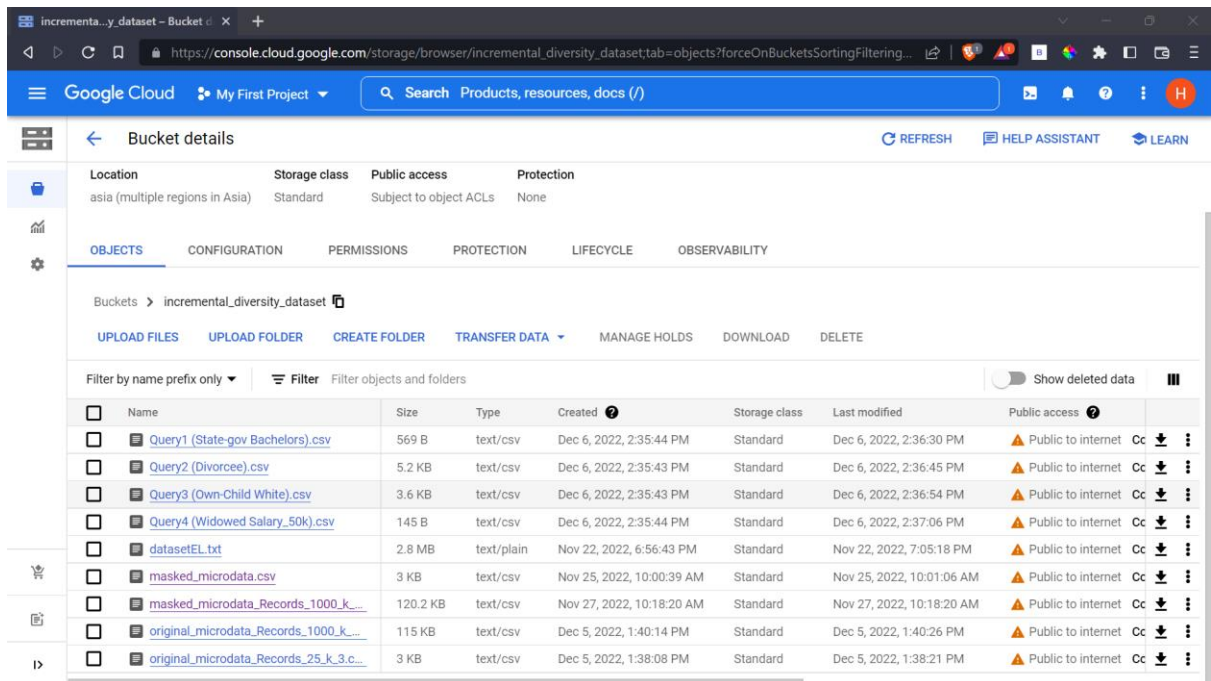 incrementa...y_dataset – Bucket d
https://console.cloud.google.com/storage/browser/incremental_diversity_dataset;tab=objects?forceOnBucketsSortingFiltering...
Google Cloud My First Project Search Products, resources, docs (/) H
Bucket details REFRESH HELP ASSISTANT LEARN
Location Storage class Public access Protection
asia (multiple regions in Asia) Standard Subject to object ACLs None
OBJECTS CONFIGURATION PERMISSIONS PROTECTION LIFECYCLE OBSERVABILITY
Buckets > incremental_diversity_dataset
UPLOAD FILES UPLOAD FOLDER CREATE FOLDER TRANSFER DATA MANAGE HOLDS DOWNLOAD DELETE
Filter by name prefix only Filter Filter objects and folders Show deleted data
Name Size Type Created Storage class Last modified Public access
Query1 (State-gov Bachelors).csv 569 B text/csv Dec 6, 2022, 2:35:44 PM Standard Dec 6, 2022, 2:36:30 PM Public to internet Co
Query2 (Divorcee).csv 5.2 KB text/csv Dec 6, 2022, 2:35:43 PM Standard Dec 6, 2022, 2:36:45 PM Public to internet Co
Query3 (Own-Child White).csv 3.6 KB text/csv Dec 6, 2022, 2:35:43 PM Standard Dec 6, 2022, 2:36:54 PM Public to internet Co
Query4 (Widowed Salary_50k).csv 145 B text/csv Dec 6, 2022, 2:35:44 PM Standard Dec 6, 2022, 2:37:06 PM Public to internet Co
datasetEL.txt 2.8 MB text/plain Nov 22, 2022, 6:56:43 PM Standard Nov 22, 2022, 7:05:18 PM Public to internet Co
masked_microdata.csv 3 KB text/csv Nov 25, 2022, 10:00:39 AM Standard Nov 25, 2022, 10:01:06 AM Public to internet Co
masked_microdata_Records_1000_k_... 120.2 KB text/csv Nov 27, 2022, 10:18:20 AM Standard Nov 27, 2022, 10:18:20 AM Public to internet Co
original_microdata_Records_1000_k_... 115 KB text/csv Dec 5, 2022, 1:40:14 PM Standard Dec 5, 2022, 1:40:26 PM Public to internet Co
original_microdata_Records_25_k_3.c... 3 KB text/csv Dec 5, 2022, 1:38:08 PM Standard Dec 5, 2022, 1:38:21 PM Public to internet Co